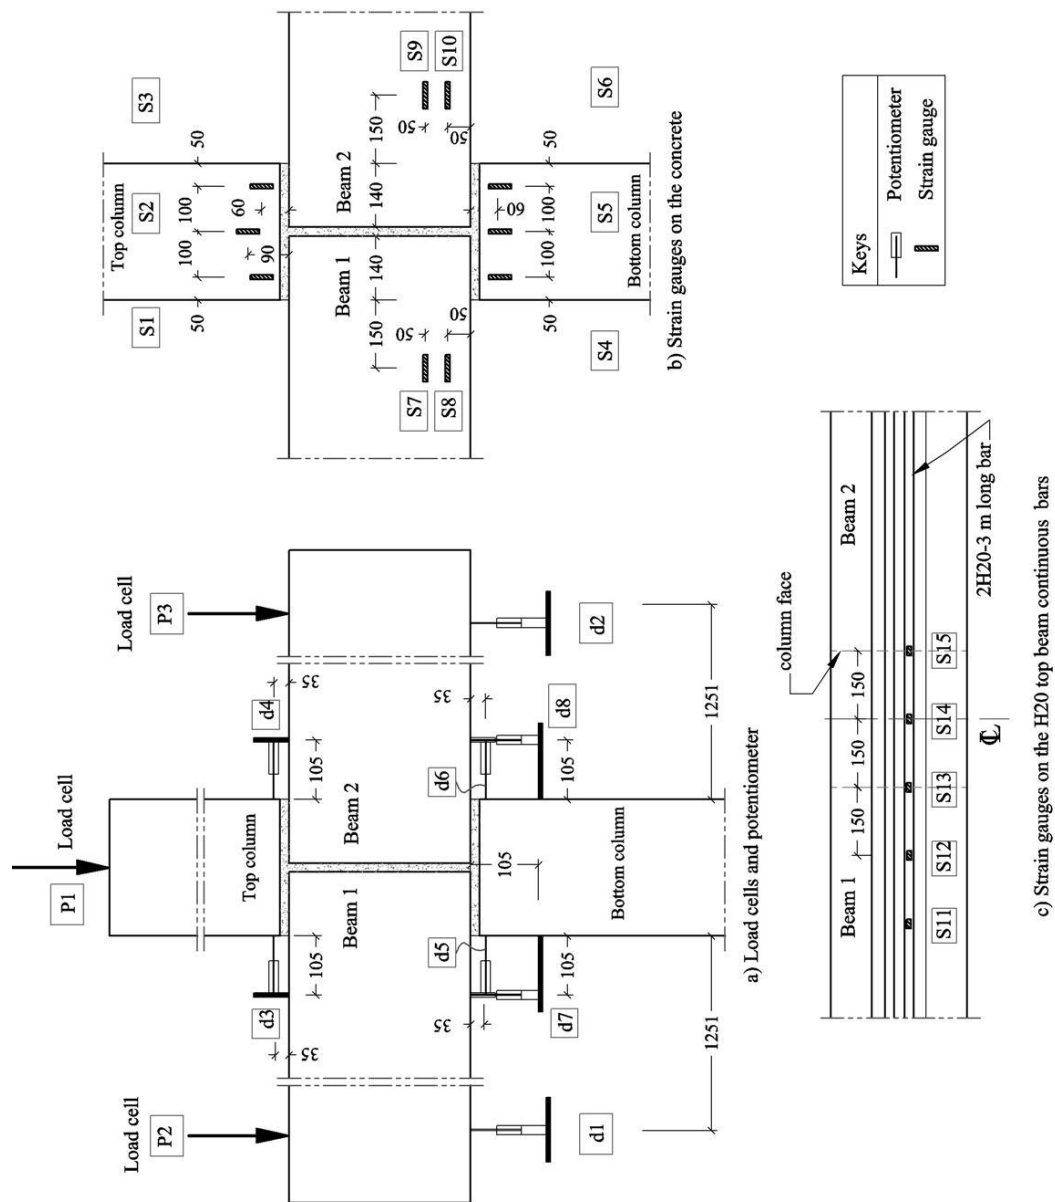 Load cell
P1
Load cell
P2
Load cell
P3
Top column
Beam 1
Beam 2
Bottom column
d3
d4
35
35
105
105
d5
d6
35
35
105
d7
d8
105
105
1251
1251
d1
d2
a) Load cells and potentiometer
S1
S2
S3
Top column
50
100
100
50
90
60
Beam 1
Beam 2
150
140
140
150
S7
S8
50
50
S9
S10
50
50
60
Bottom column
50
100
100
50
S4
S5
S6
b) Strain gauges on the concrete
column face
Beam 1
Beam 2
150
150
150
S11
S12
S13
S14
S15
2H20-3 m long bar
CL
c) Strain gauges on the H20 top beam continuous bars
Keys
Potentiometer
Strain gauge